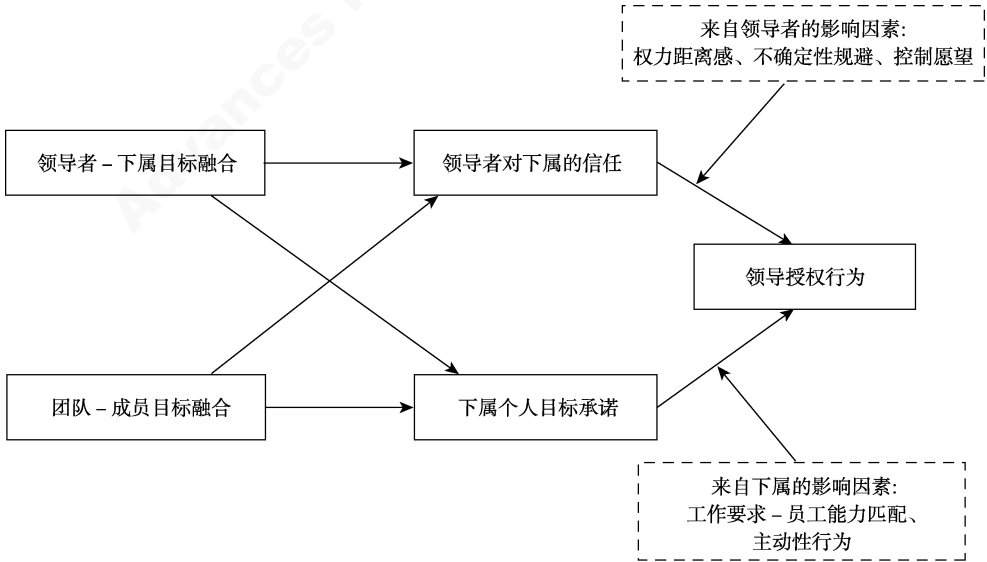 Advances
来自领导者的影响因素:
权力距离感、不确定性规避、控制愿望
领导者－下属目标融合
领导者对下属的信任
领导授权行为
团队－成员目标融合
下属个人目标承诺
来自下属的影响因素:
工作要求－员工能力匹配、
主动性行为